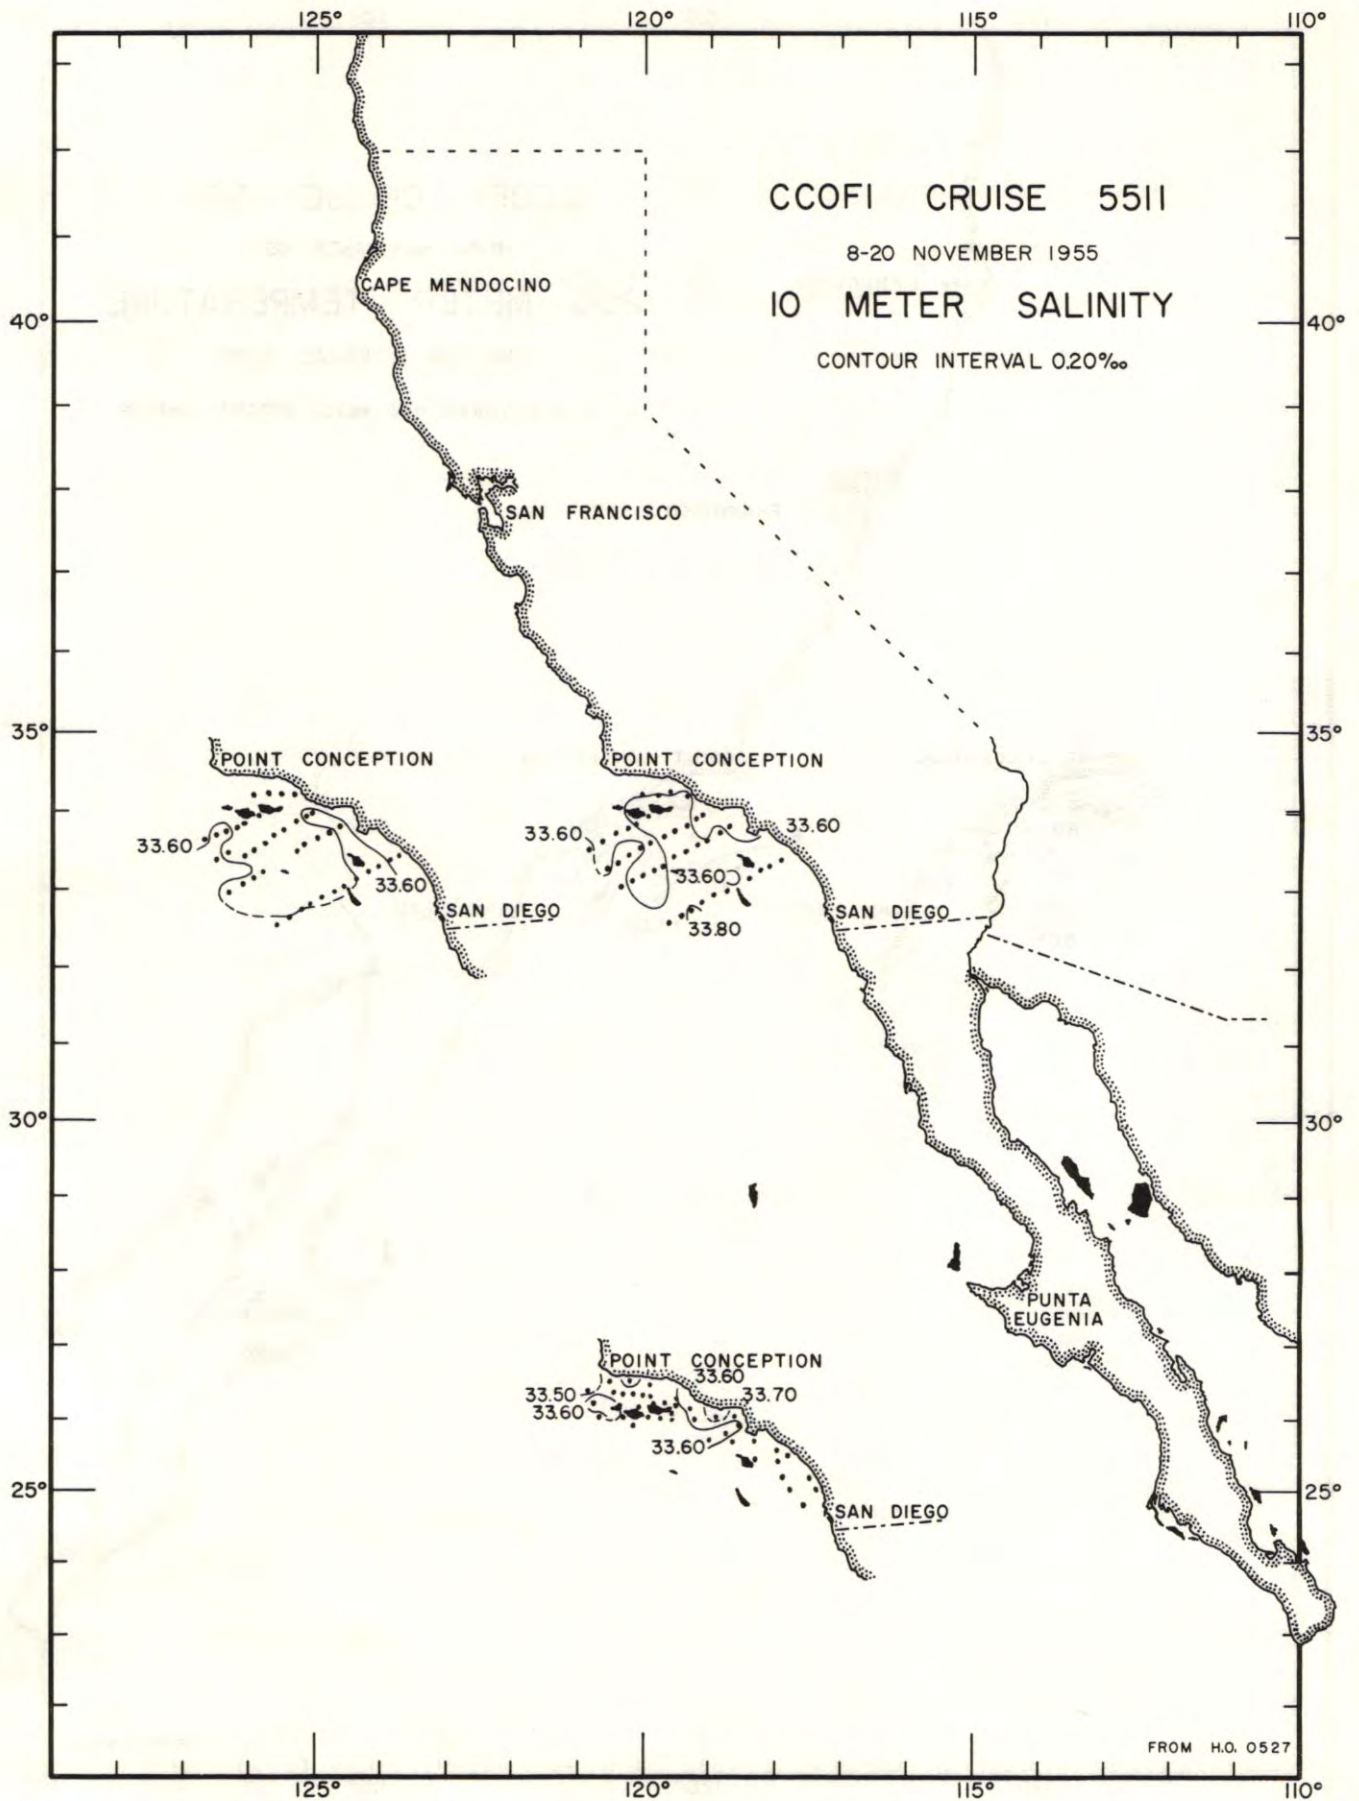 125° 120° 115° 110°
CCOFI CRUISE 5511
8-20 NOVEMBER 1955
CAPE MENDOCINO
10 METER SALINITY
40° 40°
CONTOUR INTERVAL 0.20‰
SAN FRANCISCO
35° 35°
POINT CONCEPTION POINT CONCEPTION
33.60 33.60 33.60
33.60 33.60
SAN DIEGO SAN DIEGO
33.80
30° 30°
PUNTA
EUGENIA
POINT CONCEPTION
33.60
33.50 33.70
33.60
33.60
25° 25°
SAN DIEGO
FROM H.O. 0527
125° 120° 115° 110°